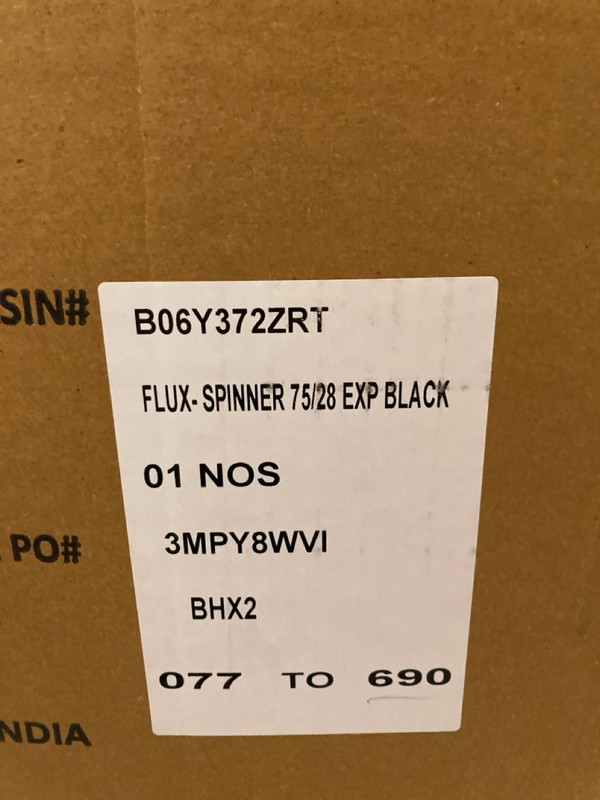 SIN# B06Y372ZRT
FLUX- SPINNER 75/28 EXP BLACK
01 NOS
PO# 3MPY8WVI
BHX2
077 TO 690
NDIA